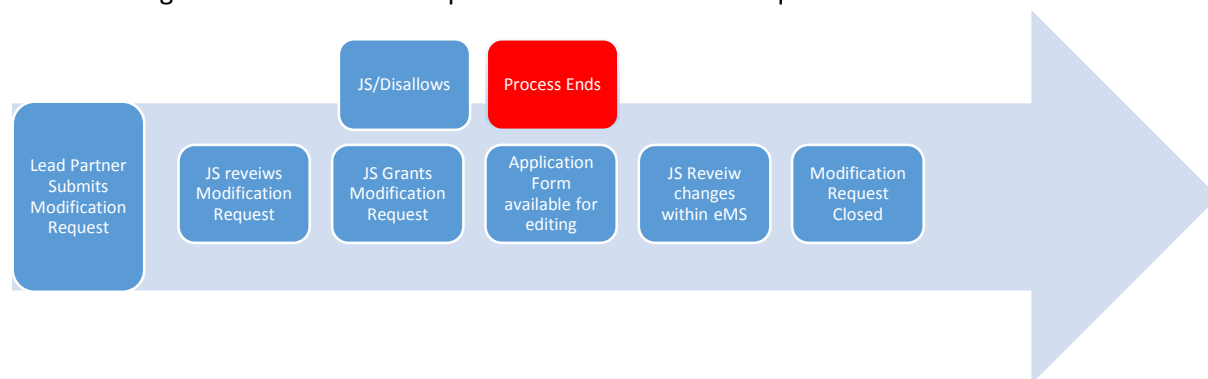 JS/Disallows
Process Ends
Lead Partner
Submits
Modification
Request
JS reveiws
Modification
Request
JS Grants
Modification
Request
Application
Form
available for
editing
JS Reveiw
changes
within eMS
Modification
Request
Closed